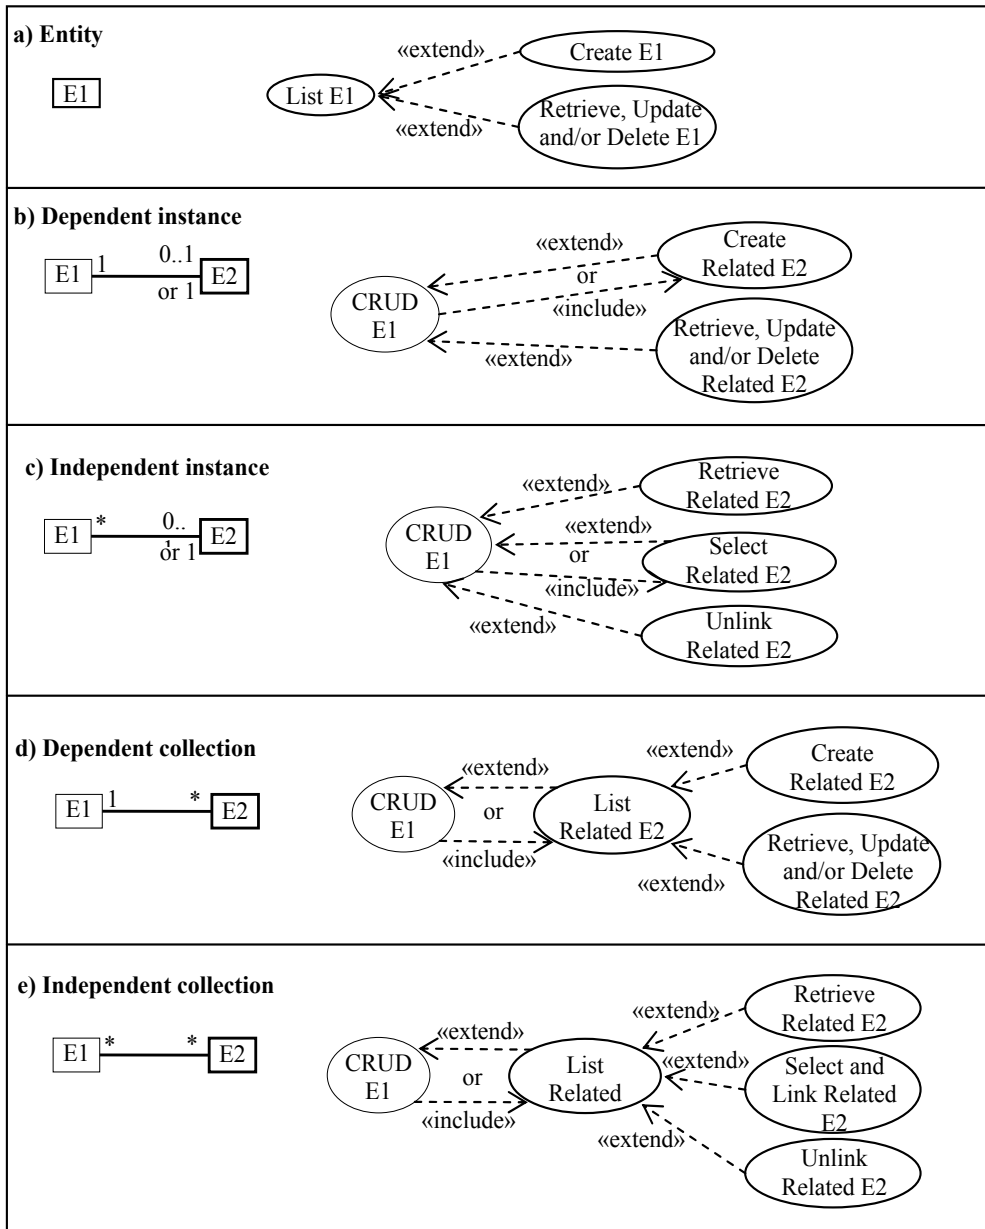 a) Entity
E1
List E1
«extend»
Create E1
«extend»
Retrieve, Update
and/or Delete E1
b) Dependent instance
E1
1
0..1
or 1
E2
CRUD
E1
«extend»
or
«include»
Create
Related E2
«extend»
Retrieve, Update
and/or Delete
Related E2
c) Independent instance
E1
*
0..
or 1
E2
CRUD
E1
«extend»
Retrieve
Related E2
«extend»
or
«include»
Select
Related E2
«extend»
Unlink
Related E2
d) Dependent collection
E1
1
*
E2
CRUD
E1
«extend»
or
«include»
List
Related E2
«extend»
Create
Related E2
«extend»
Retrieve, Update
and/or Delete
Related E2
e) Independent collection
E1
*
*
E2
CRUD
E1
«extend»
or
«include»
List
Related
«extend»
Retrieve
Related E2
«extend»
Select and
Link Related
E2
«extend»
Unlink
Related E2